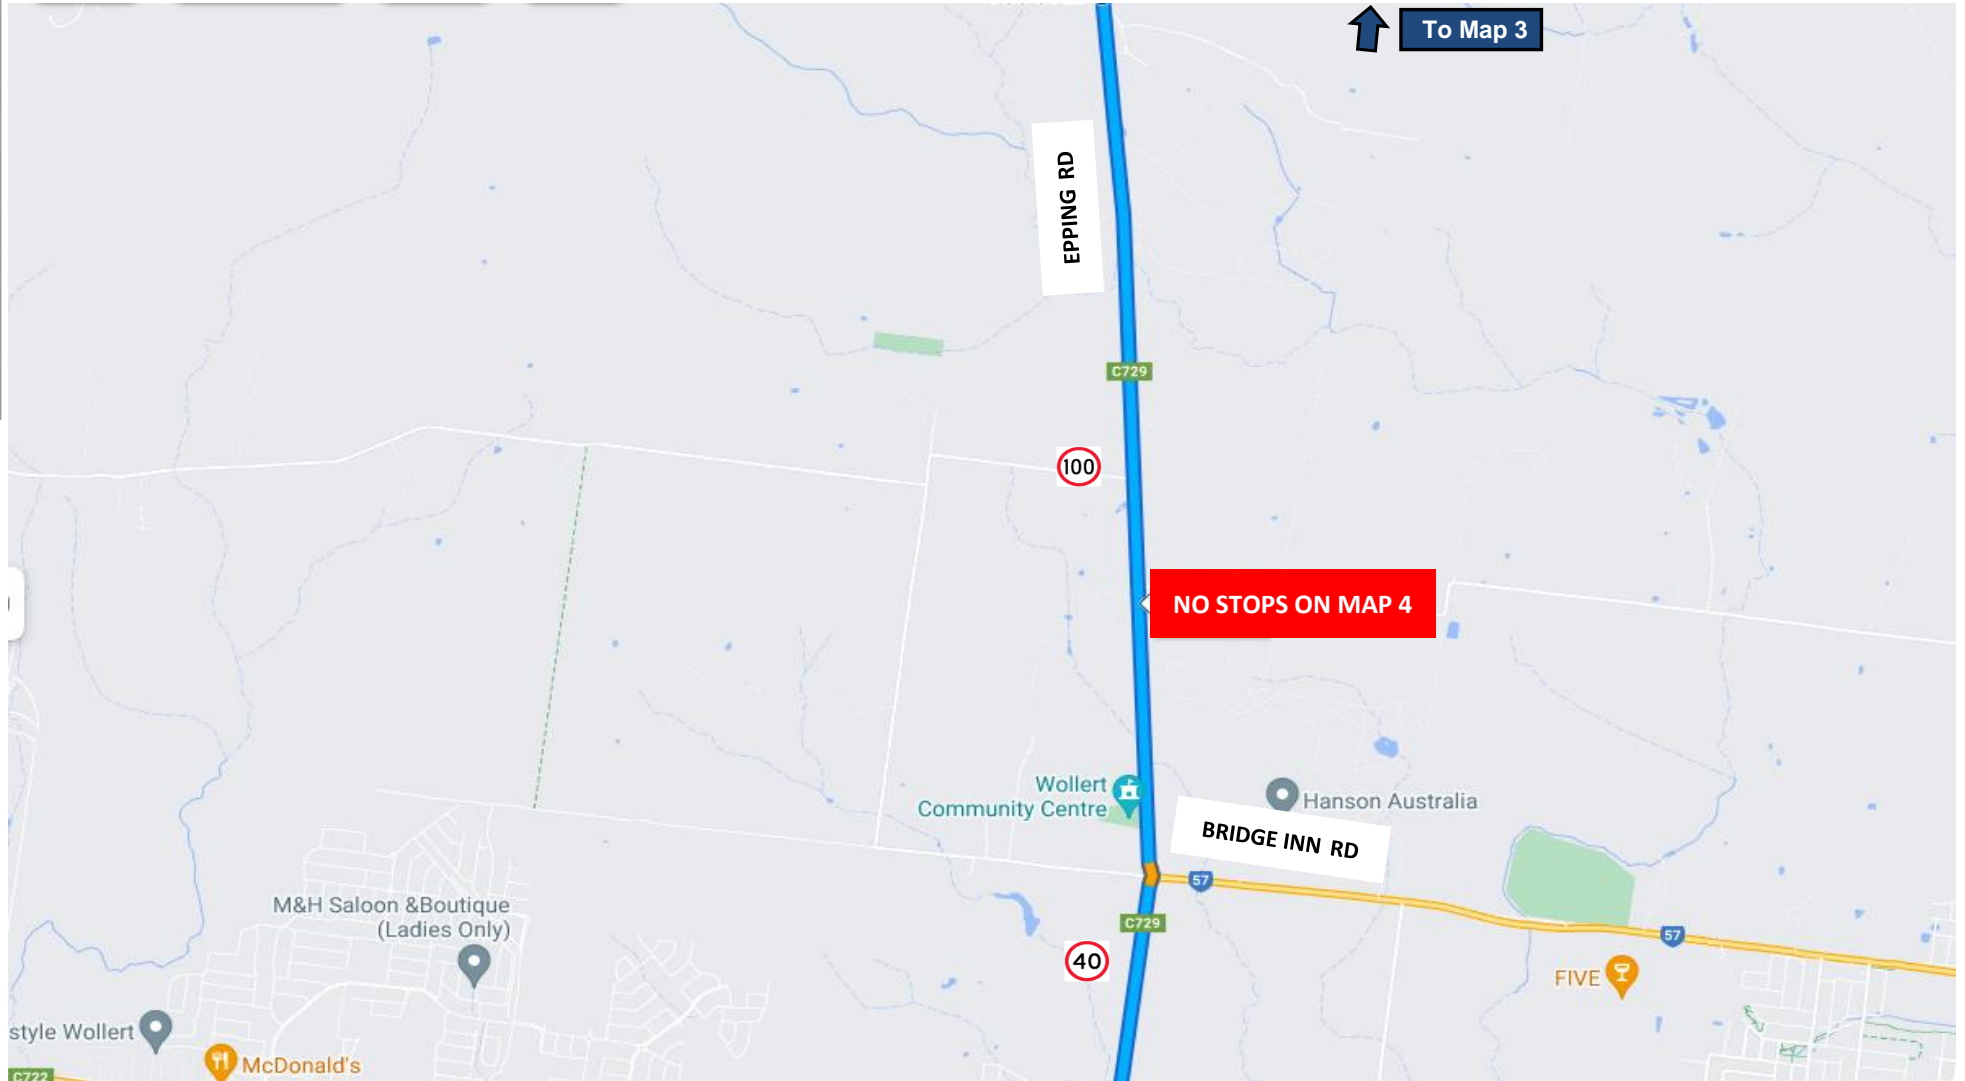 To Map 3
EPPING RD
C729
100
NO STOPS ON MAP 4
Wollert
Community Centre
Hanson Australia
BRIDGE INN RD
57
M&H Saloon &Boutique
(Ladies Only)
C729
57
40
FIVE
style Wollert
McDonald's
C722